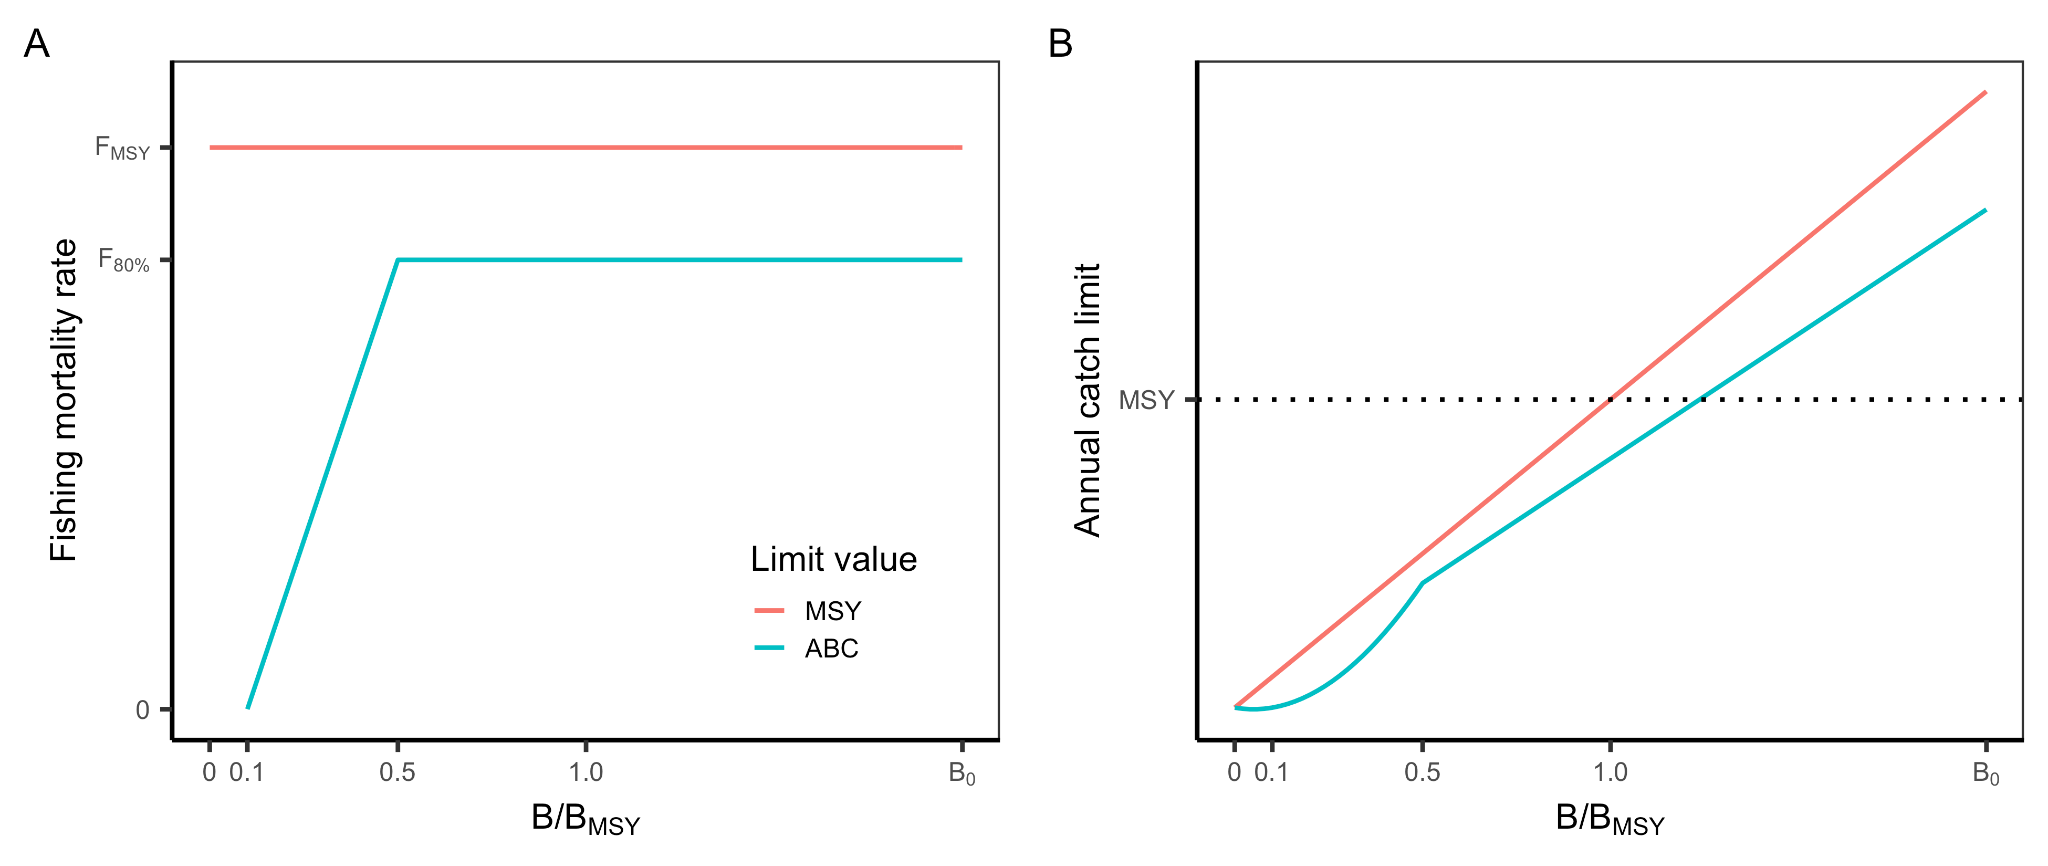 A
Fishing mortality rate
F_MSY
F_80%
0
Limit value
MSY
ABC
0 0.1 0.5 1.0 B_0
B/B_MSY
B
Annual catch limit
MSY
0 0.1 0.5 1.0 B_0
B/B_MSY